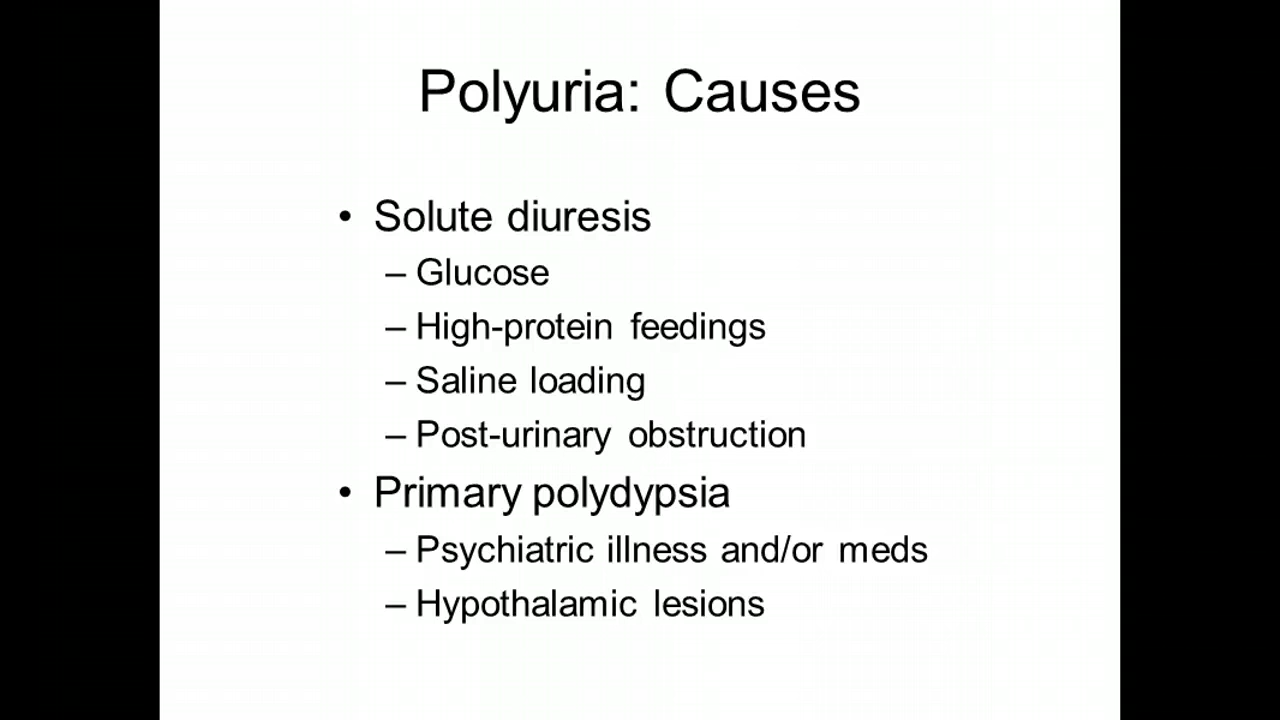 Polyuria: Causes
• Solute diuresis
– Glucose
– High-protein feedings
– Saline loading
– Post-urinary obstruction
• Primary polydypsia
– Psychiatric illness and/or meds
– Hypothalamic lesions